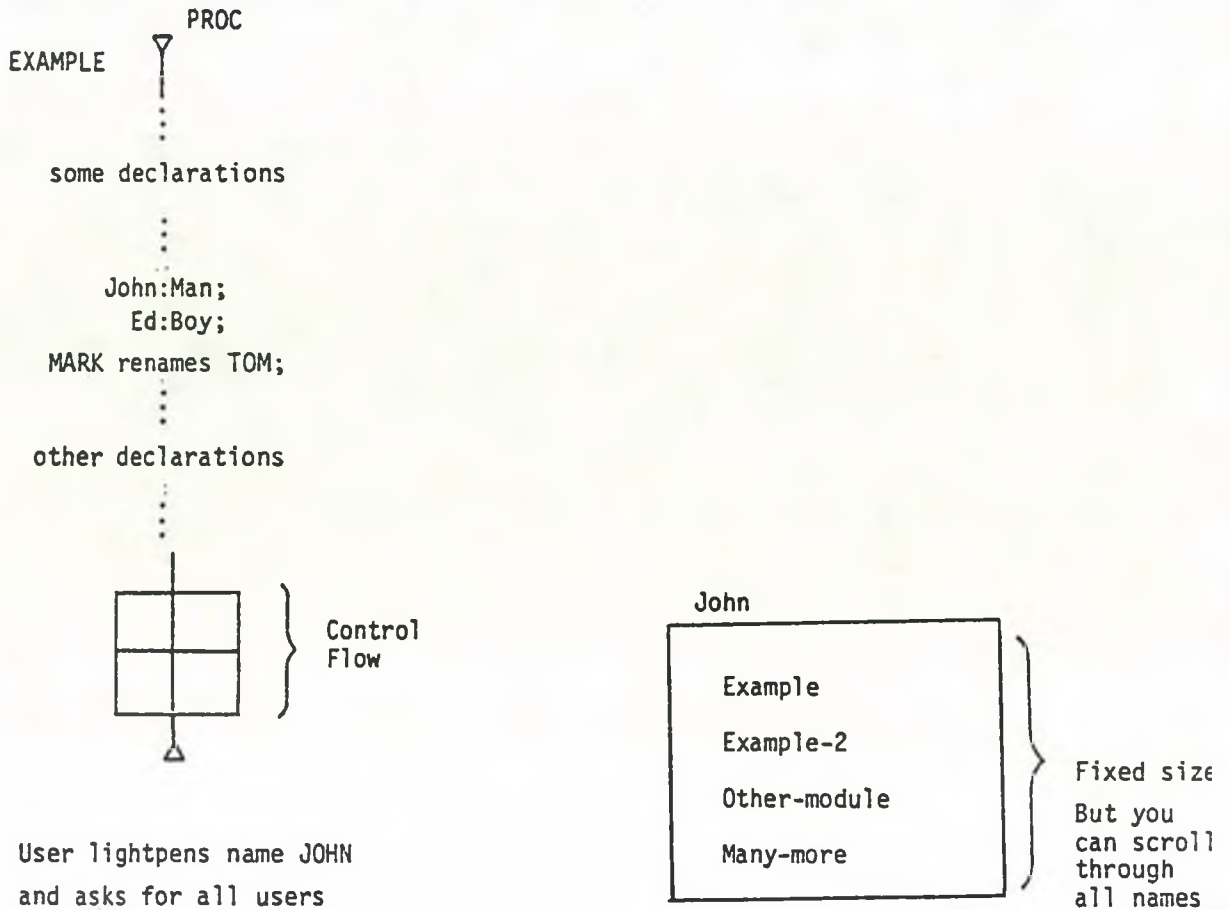 PROC
EXAMPLE
some declarations
John:Man;
Ed:Boy;
MARK renames TOM;
other declarations
Control
Flow
User lightpens name JOHN
and asks for all users
John
Example
Example-2
Other-module
Many-more
Fixed size
But you
can scroll
through
all names